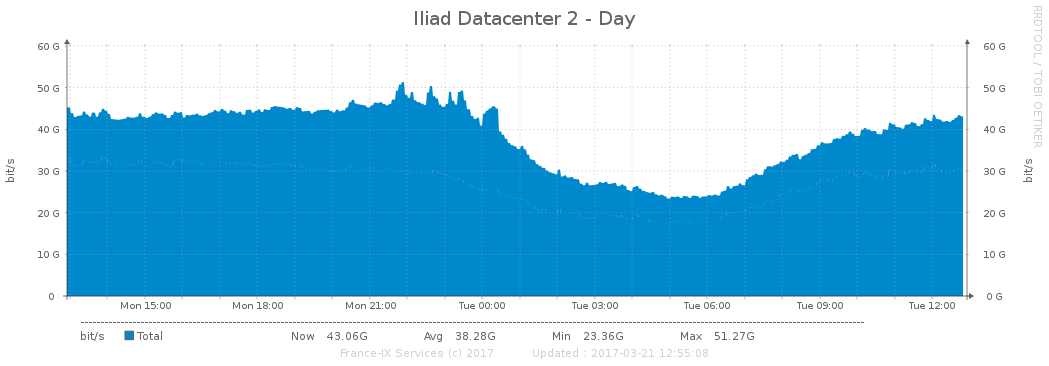 Iliad Datacenter 2 - Day
RRDTOOL / TOBI OETIKER
bit/s
60 G
50 G
40 G
30 G
20 G
10 G
0
60 G
50 G
40 G
30 G
20 G
10 G
0 G
bit/s
Mon 15:00 Mon 18:00 Mon 21:00 Tue 00:00 Tue 03:00 Tue 06:00 Tue 09:00 Tue 12:00
bit/s Total Now 43.06G Avg 38.28G Min 23.36G Max 51.27G
France-IX Services (c) 2017 Updated : 2017-03-21 12:55:08